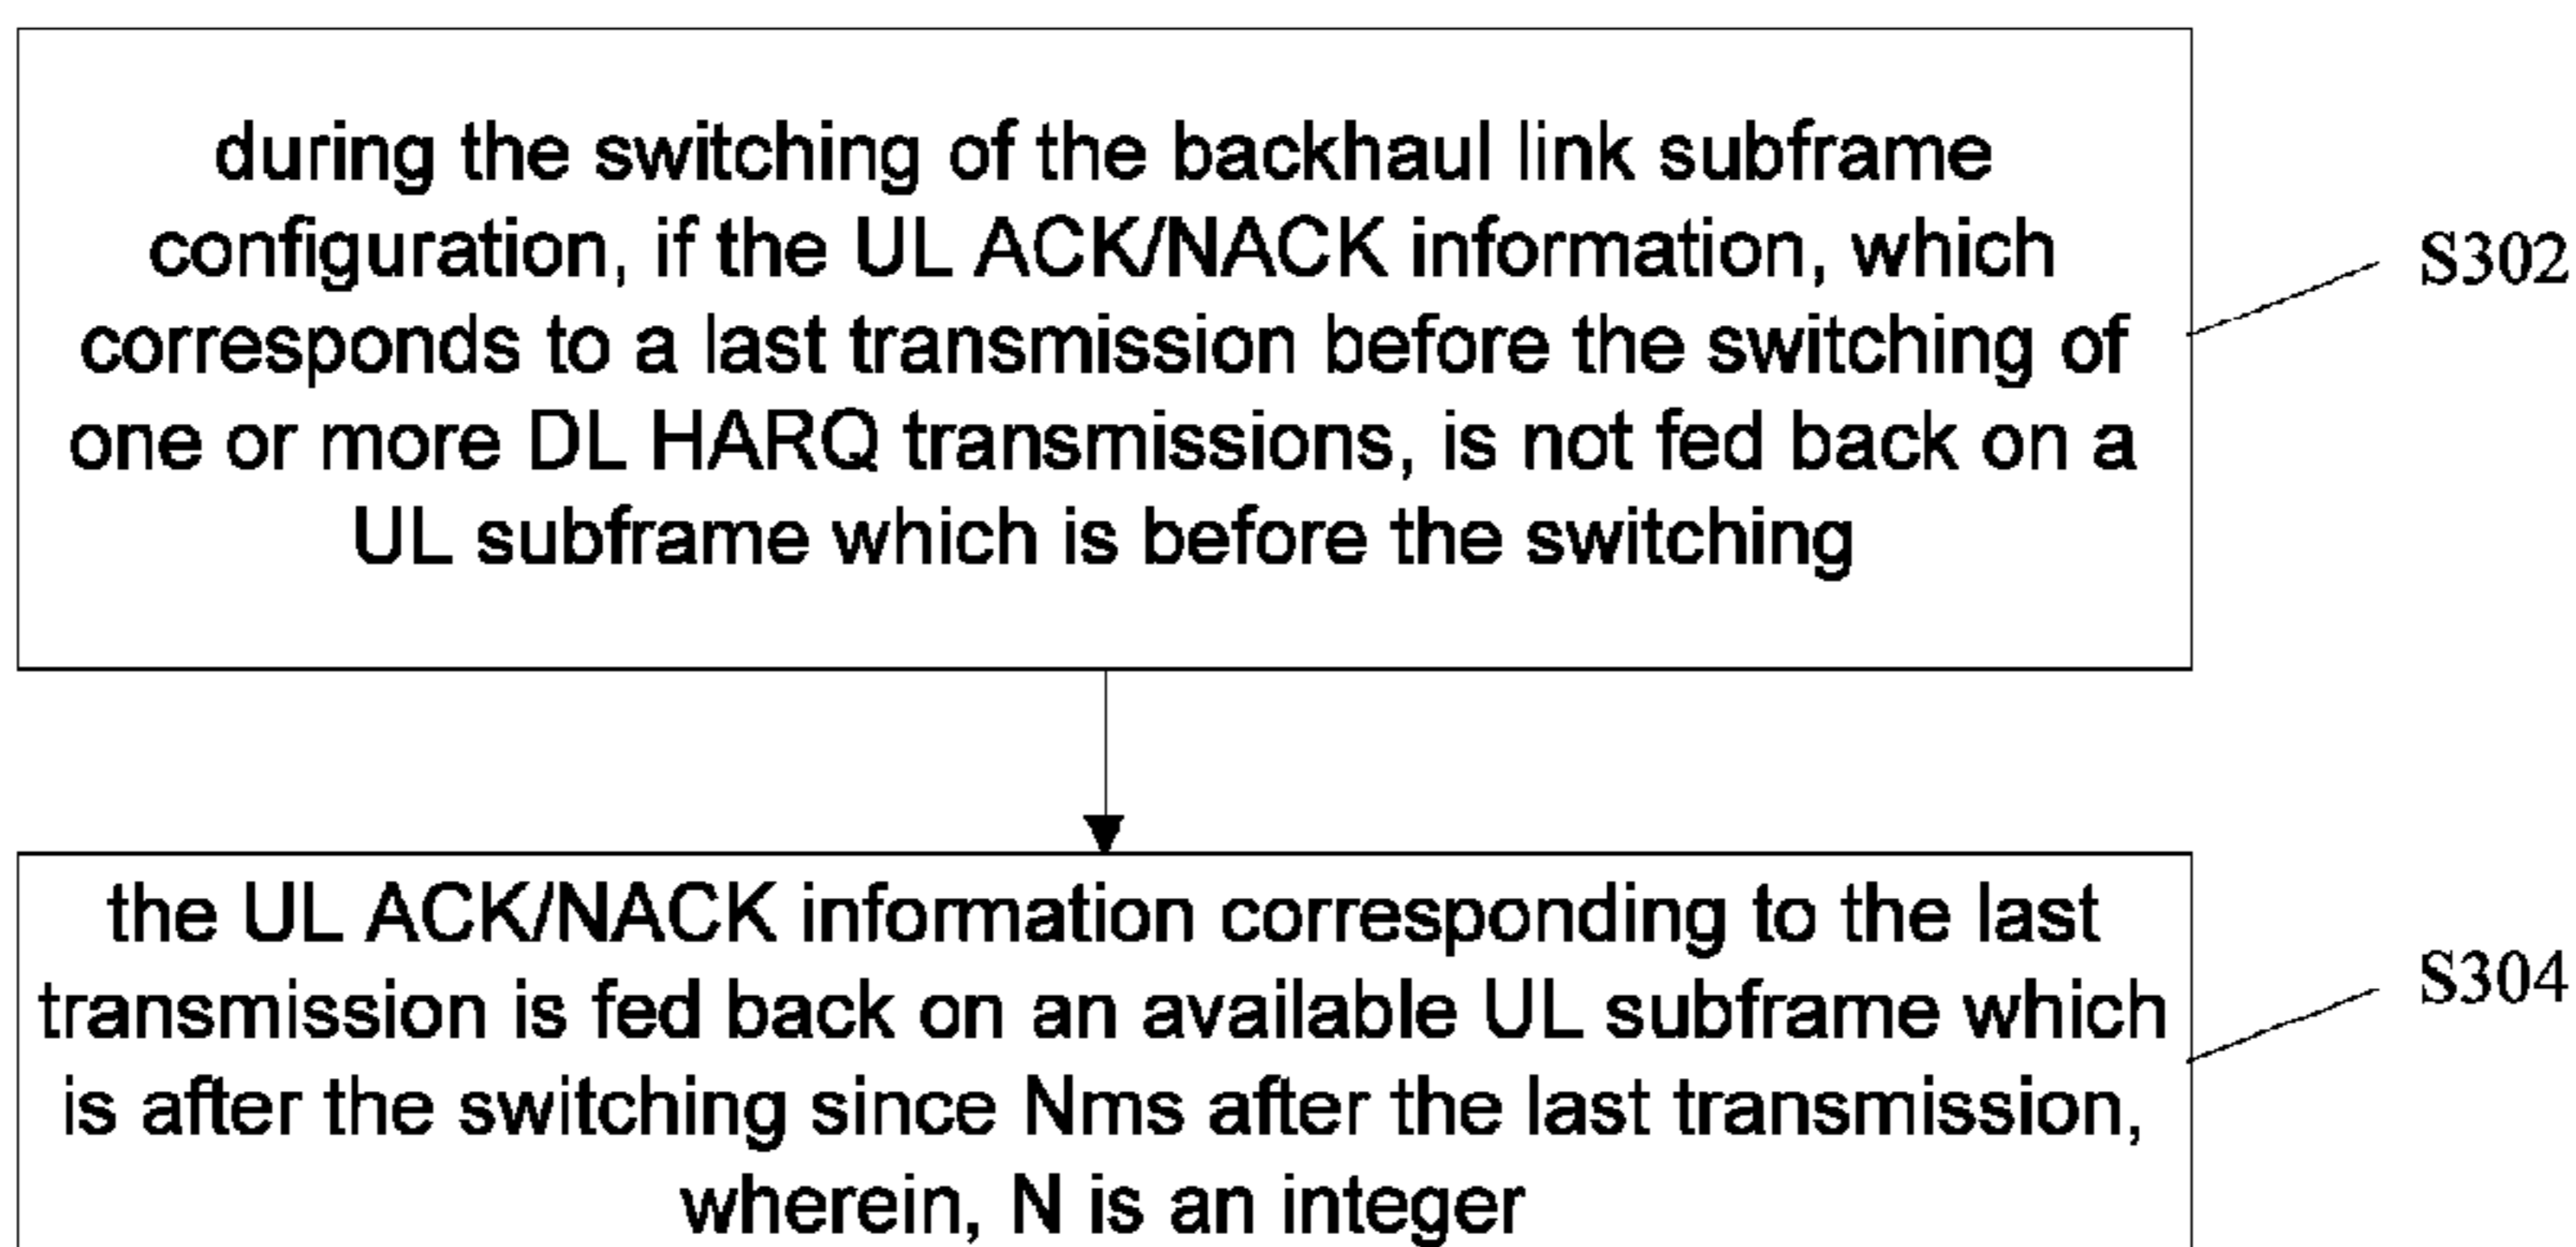 during the switching of the backhaul link subframe
configuration, if the UL ACK/NACK information, which
corresponds to a last transmission before the switching of
one or more DL HARQ transmissions, is not fed back on a
UL subframe which is before the switching
S302
the UL ACK/NACK information corresponding to the last
transmission is fed back on an available UL subframe which
is after the switching since Nms after the last transmission,
wherein, N is an integer
S304